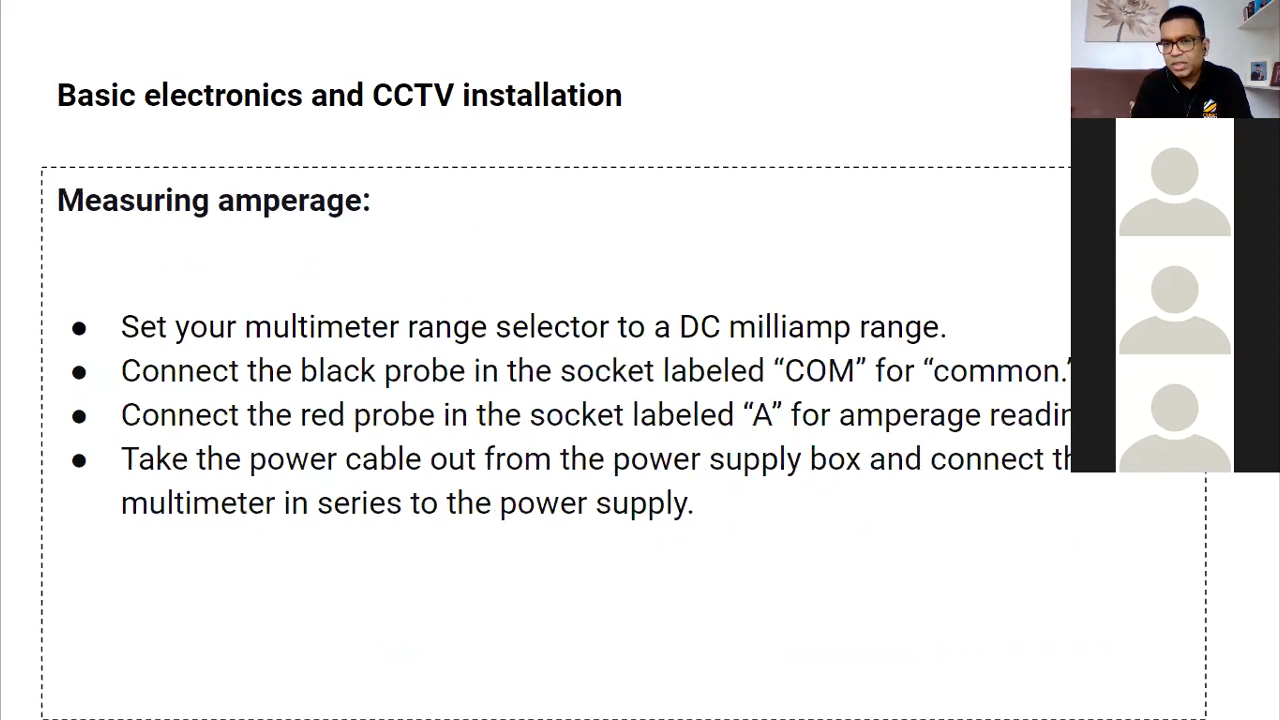 Basic electronics and CCTV installation
Measuring amperage:
● Set your multimeter range selector to a DC milliamp range.
● Connect the black probe in the socket labeled “COM” for “common.”
● Connect the red probe in the socket labeled “A” for amperage
● Take the power cable out from the power supply box and connect
multimeter in series to the power supply.